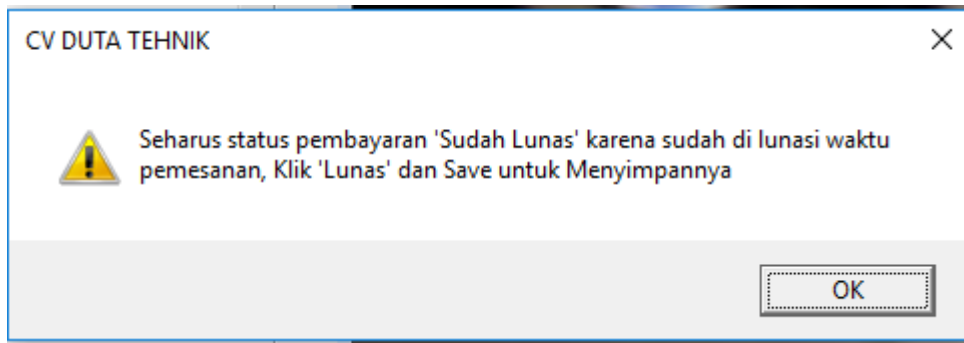 CV DUTA TEHNIK
Seharus status pembayaran 'Sudah Lunas' karena sudah di lunasi waktu
pemesanan, Klik 'Lunas' dan Save untuk Menyimpannya
OK